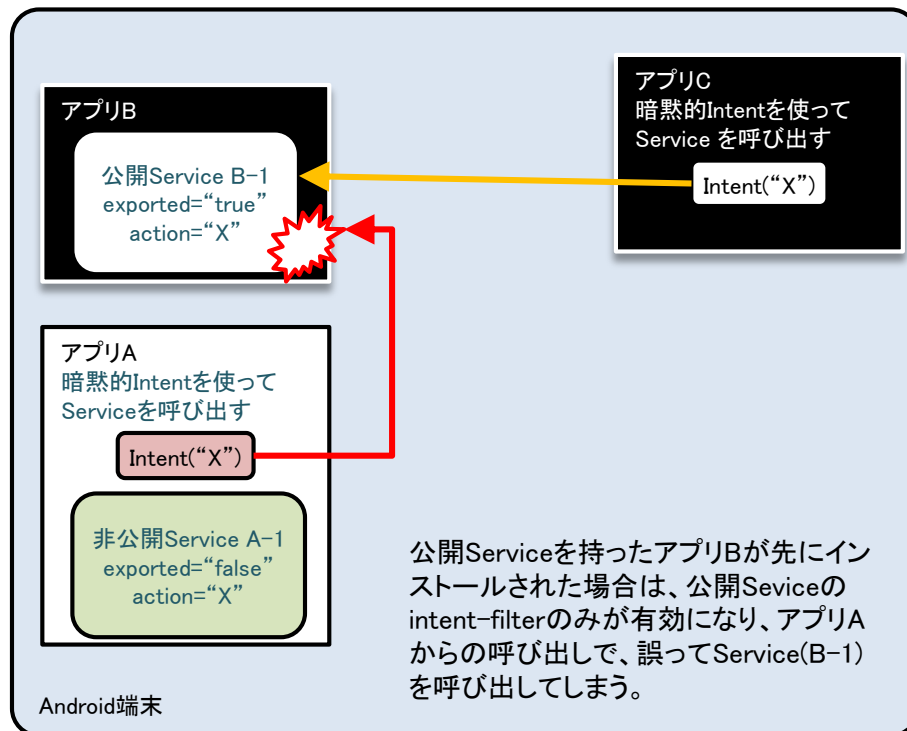 アプリB
公開Service B-1
exported=“true”
action=“X”
アプリC
暗黙的Intentを使って
Service を呼び出す
Intent(“X”)
アプリA
暗黙的Intentを使って
Serviceを呼び出す
Intent(“X”)
非公開Service A-1
exported=“false”
action=“X”
公開Serviceを持ったアプリBが先にイン
ストールされた場合は、公開Seviceの
intent-filterのみが有効になり、アプリA
からの呼び出しで、誤ってService(B-1)
を呼び出してしまう。
Android端末